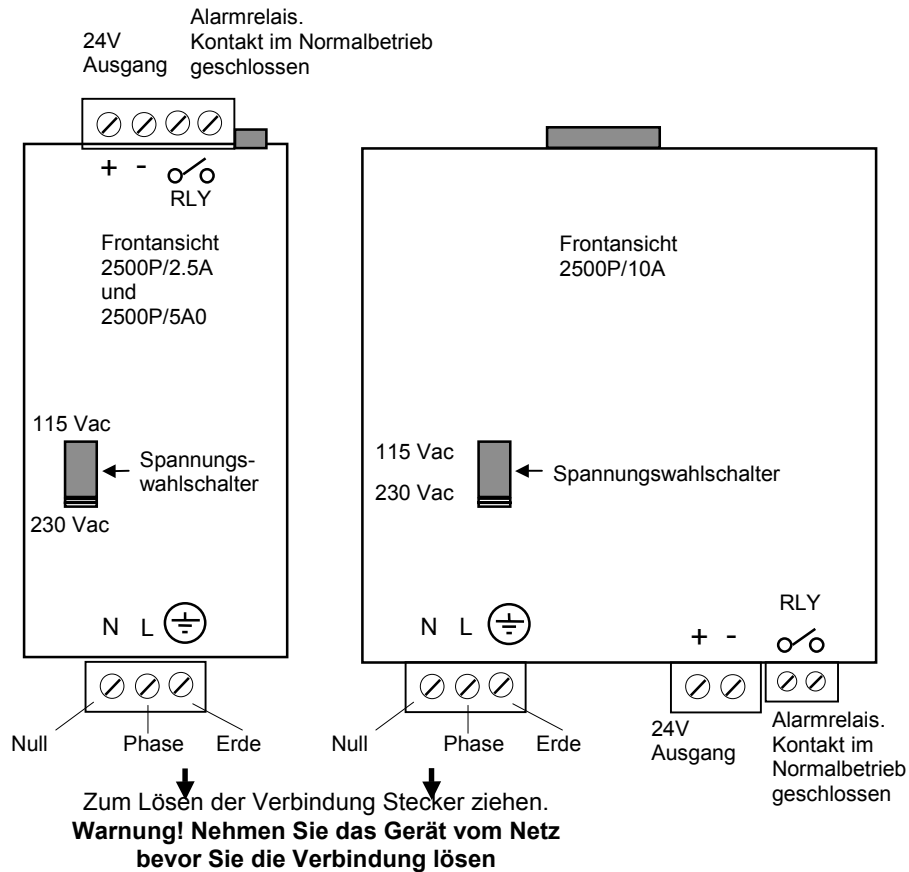 24V
Ausgang
Alarmrelais.
Kontakt im Normalbetrieb
geschlossen
+ -
RLY
Frontansicht
2500P/2.5A
und
2500P/5A0
115 Vac
Spannungs-
wahlschalter
230 Vac
N L
Null Phase Erde
Frontansicht
2500P/10A
115 Vac
230 Vac
Spannungswahlschalter
N L
+ -
RLY
Null Phase Erde
24V
Ausgang
Alarmrelais.
Kontakt im
Normalbetrieb
geschlossen
Zum Lösen der Verbindung Stecker ziehen.
Warnung! Nehmen Sie das Gerät vom Netz
bevor Sie die Verbindung lösen